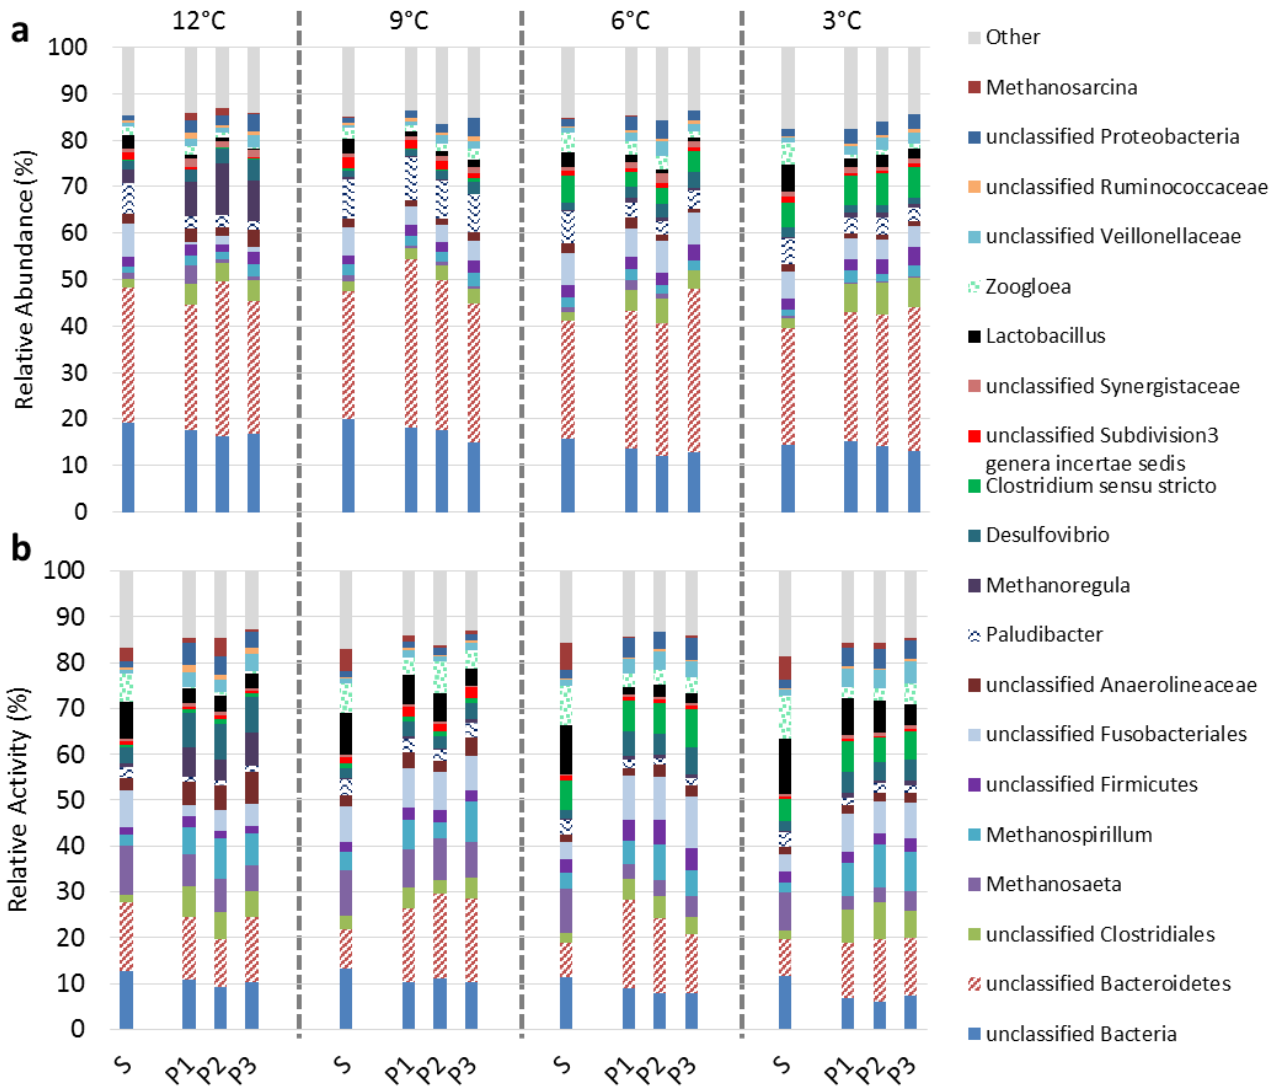 a
12°C
9°C
6°C
3°C
Relative Abundance (%)
100
90
80
70
60
50
40
30
20
10
0
b
Relative Activity (%)
100
90
80
70
60
50
40
30
20
10
0
S
P1
P2
P3
S
P1
P2
P3
S
P1
P2
P3
S
P1
P2
P3
Other
Methanosarcina
unclassified Proteobacteria
unclassified Ruminococcaceae
unclassified Veillonellaceae
Zoogloea
Lactobacillus
unclassified Synergistaceae
unclassified Subdivision3
genera incertae sedis
Clostridium sensu stricto
Desulfovibrio
Methanoregula
Paludibacter
unclassified Anaerolineaceae
unclassified Fusobacteriales
unclassified Firmicutes
Methanospirillum
Methanosaeta
unclassified Clostridiales
unclassified Bacteroidetes
unclassified Bacteria